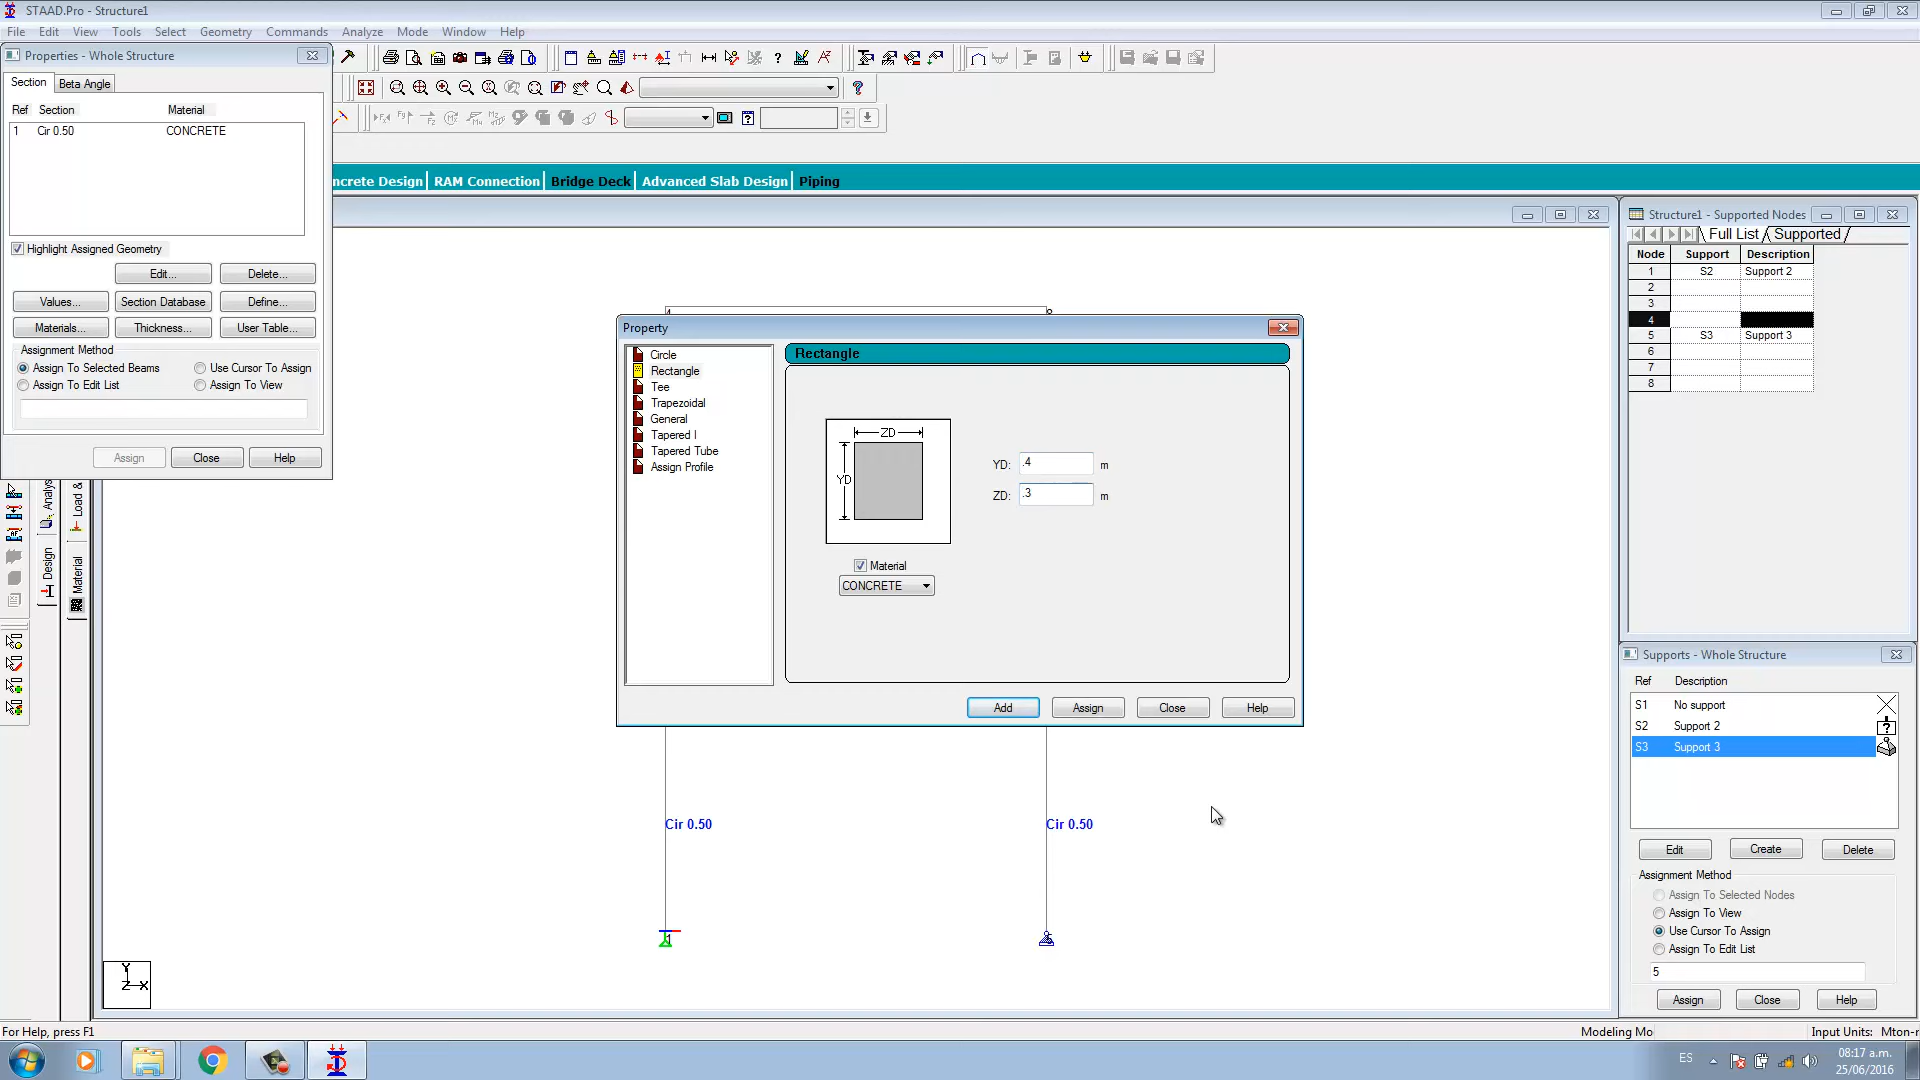 STAAD.Pro - Structure1
File Edit View Tools Select Geometry Commands Analyze Mode Window Help
Properties - Whole Structure
Section Beta Angle
Ref Section Material
1 Cir 0.50 CONCRETE
Highlight Assigned Geometry
Edit... Delete...
Values... Section Database Define...
Materials... Thickness... User Table...
Assignment Method
Assign To Selected Beams Use Cursor To Assign
Assign To Edit List Assign To View
Assign Close Help
ncrete Design RAM Connection Bridge Deck Advanced Slab Design Piping
Analys
Load &
Design
Material
Property
Circle
Rectangle
Tee
Trapezoidal
General
Tapered I
Tapered Tube
Assign Profile
Rectangle
ZD
YD
YD: .4 m
ZD: .3 m
Material
CONCRETE
Add Assign Close Help
Cir 0.50 Cir 0.50
Y
Z X
Structure1 - Supported Nodes
Full List Supported
Node Support Description
1 S2 Support 2
2
3
4
5 S3 Support 3
6
7
8
Supports - Whole Structure
Ref Description
S1 No support
S2 Support 2
S3 Support 3
Edit Create Delete
Assignment Method
Assign To Selected Nodes
Assign To View
Use Cursor To Assign
Assign To Edit List
5
Assign Close Help
For Help, press F1
Modeling Mo
Input Units: Mton-r
ES
08:17 a.m.
25/06/2016